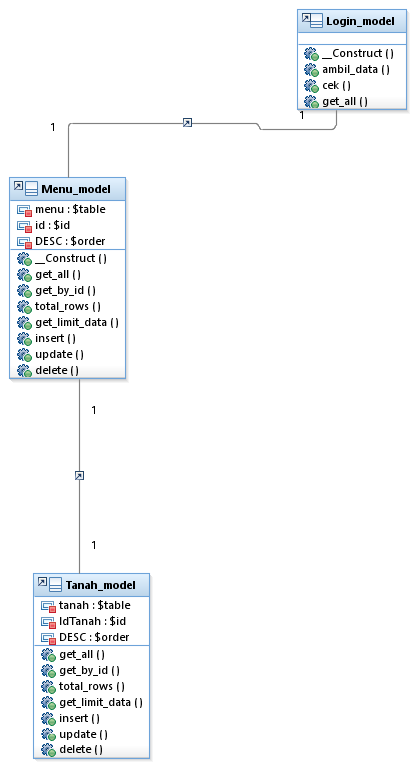 Login_model
__Construct ()
ambil_data ()
cek ()
get_all ()
1
1
Menu_model
menu : $table
id : $id
DESC : $order
__Construct ()
get_all ()
get_by_id ()
total_rows ()
get_limit_data ()
insert ()
update ()
delete ()
1
1
Tanah_model
tanah : $table
IdTanah : $id
DESC : $order
get_all ()
get_by_id ()
total_rows ()
get_limit_data ()
insert ()
update ()
delete ()